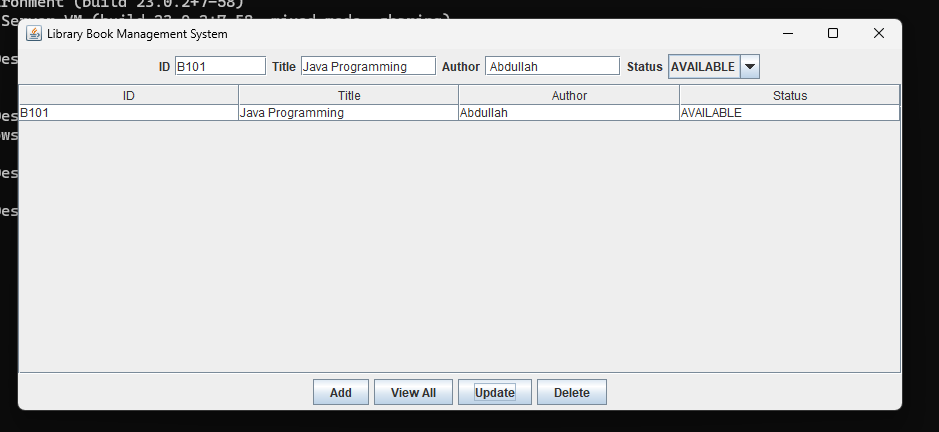 ronment (build 23.0.2+7-58)
Library Book Management System
ID B101 Title Java Programming Author Abdullah Status AVAILABLE
ID Title Author Status
B101 Java Programming Abdullah AVAILABLE
Add View All Update Delete